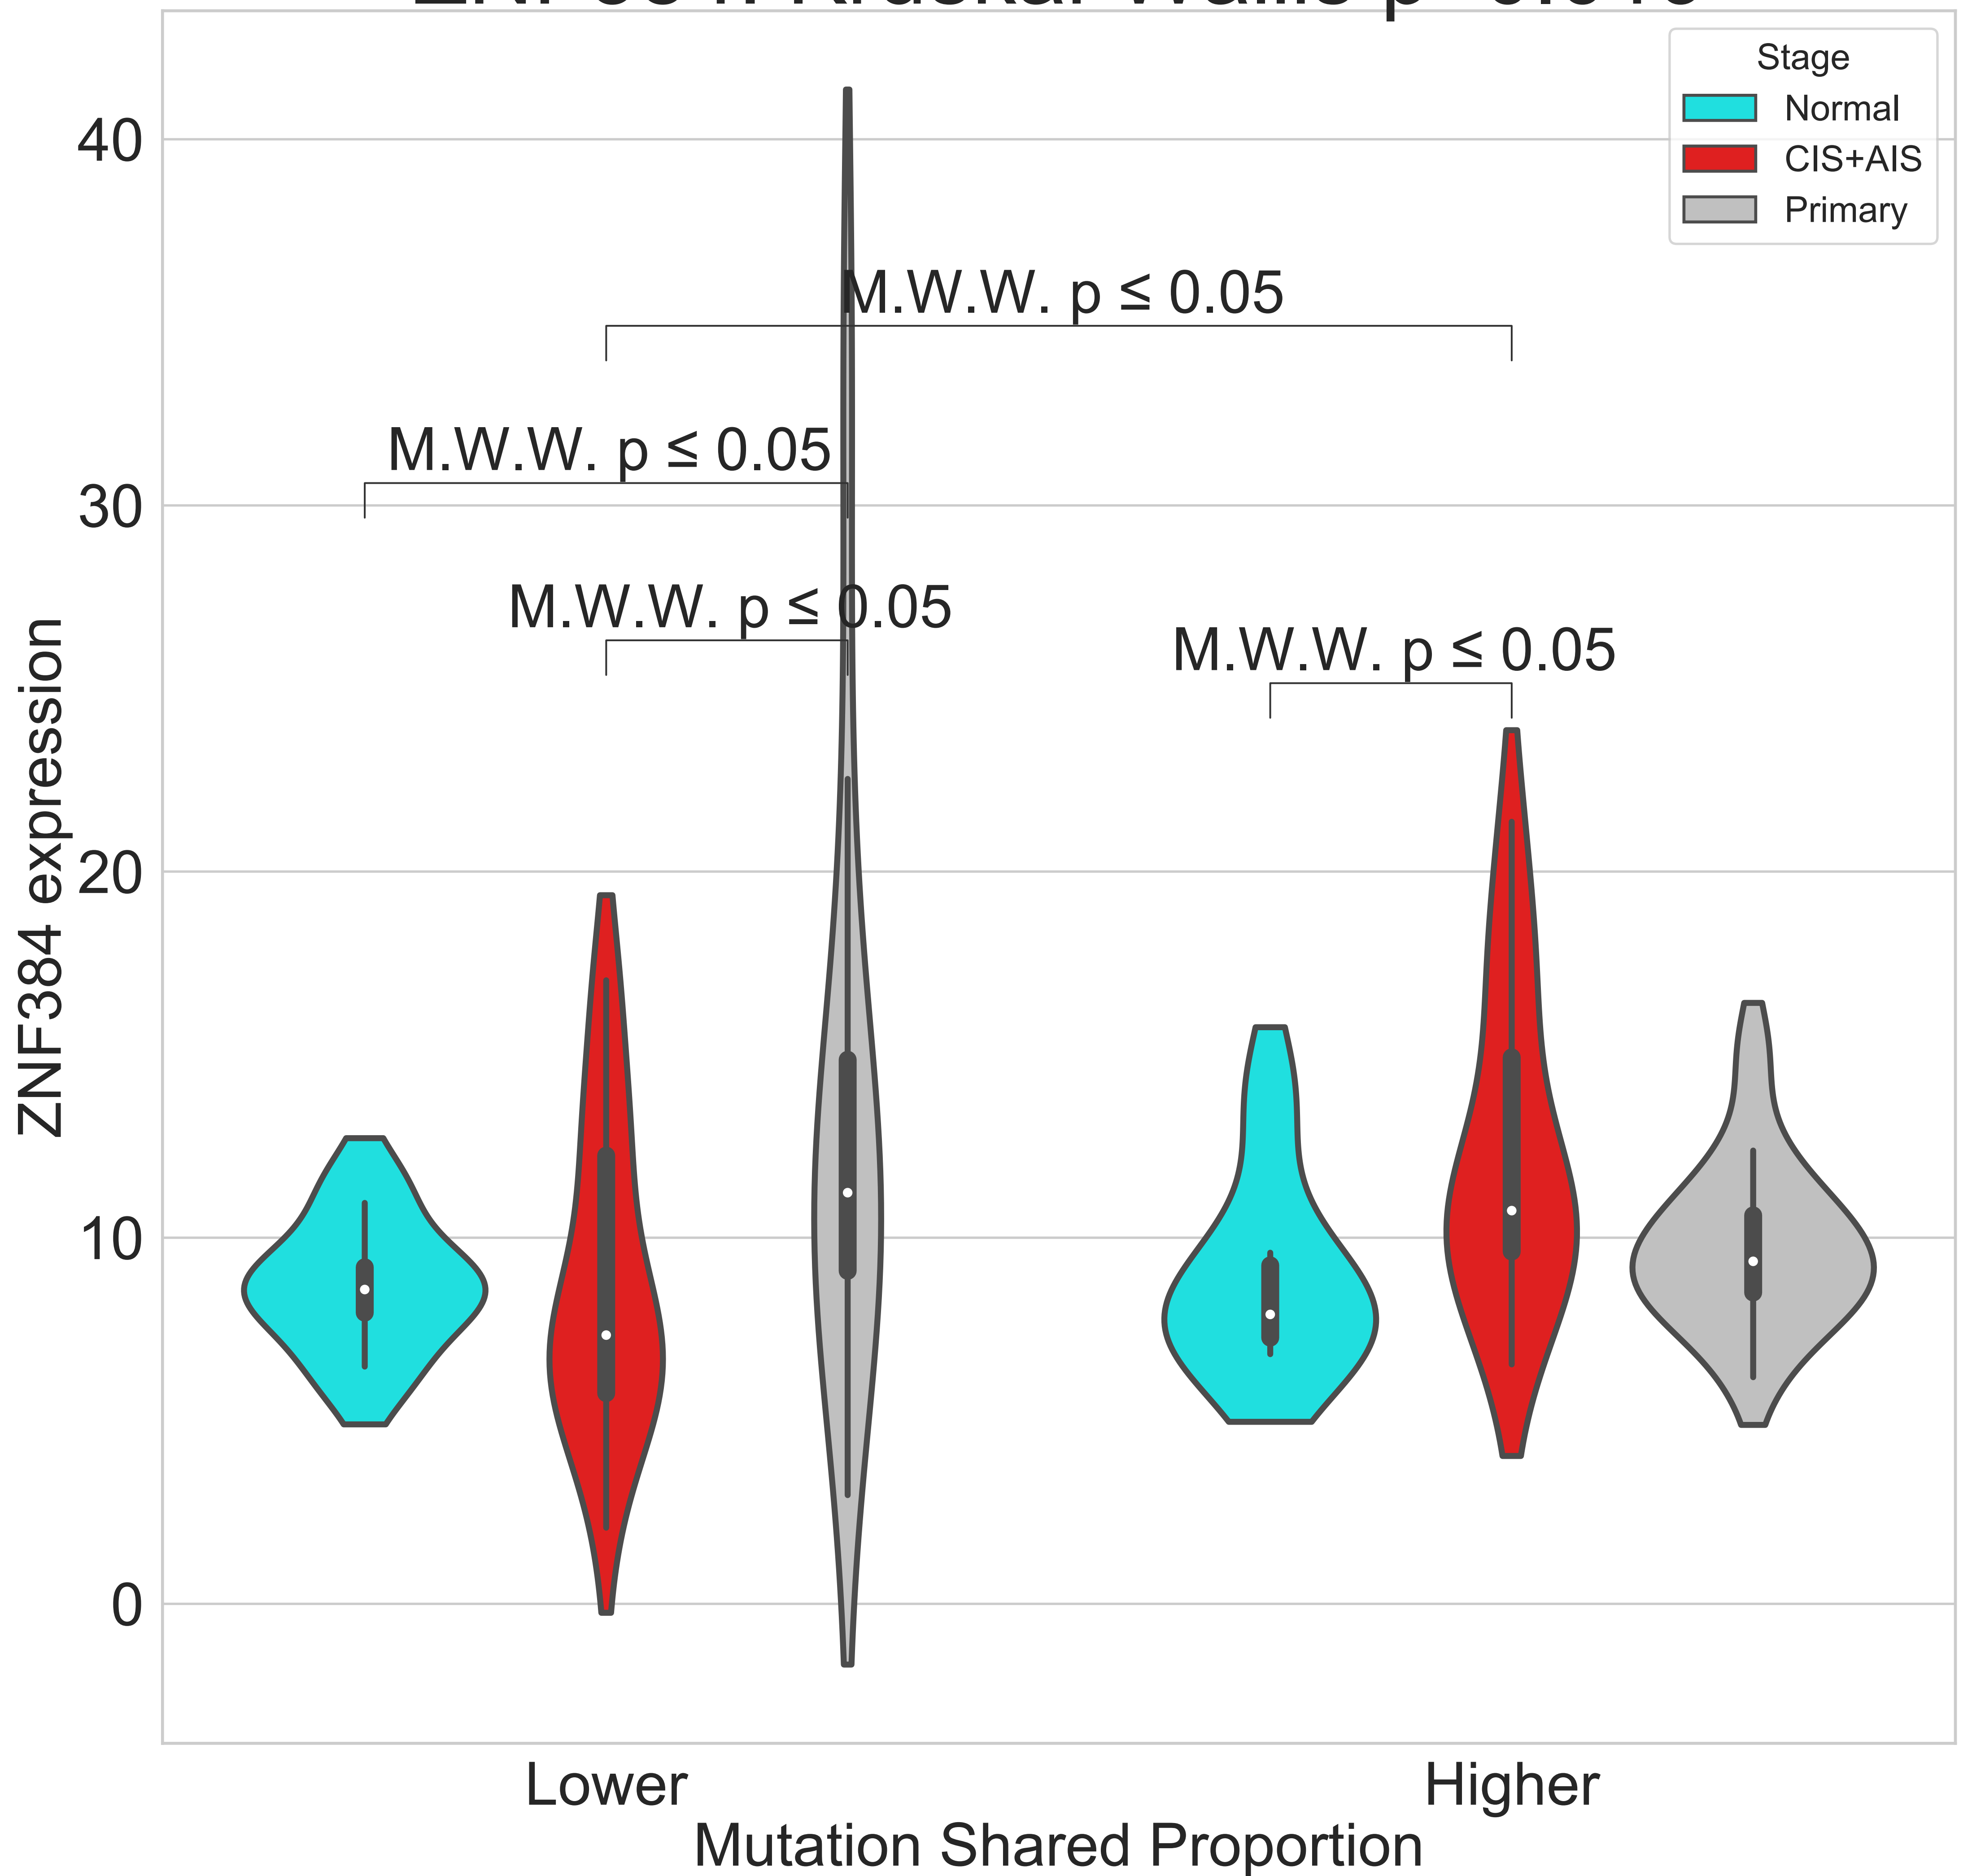 Stage
Normal
CIS+AIS
Primary
40
30
20
10
0
ZNF384 expression
M.W.W. p ≤ 0.05
M.W.W. p ≤ 0.05
M.W.W. p ≤ 0.05
M.W.W. p ≤ 0.05
Lower
Higher
Mutation Shared Proportion